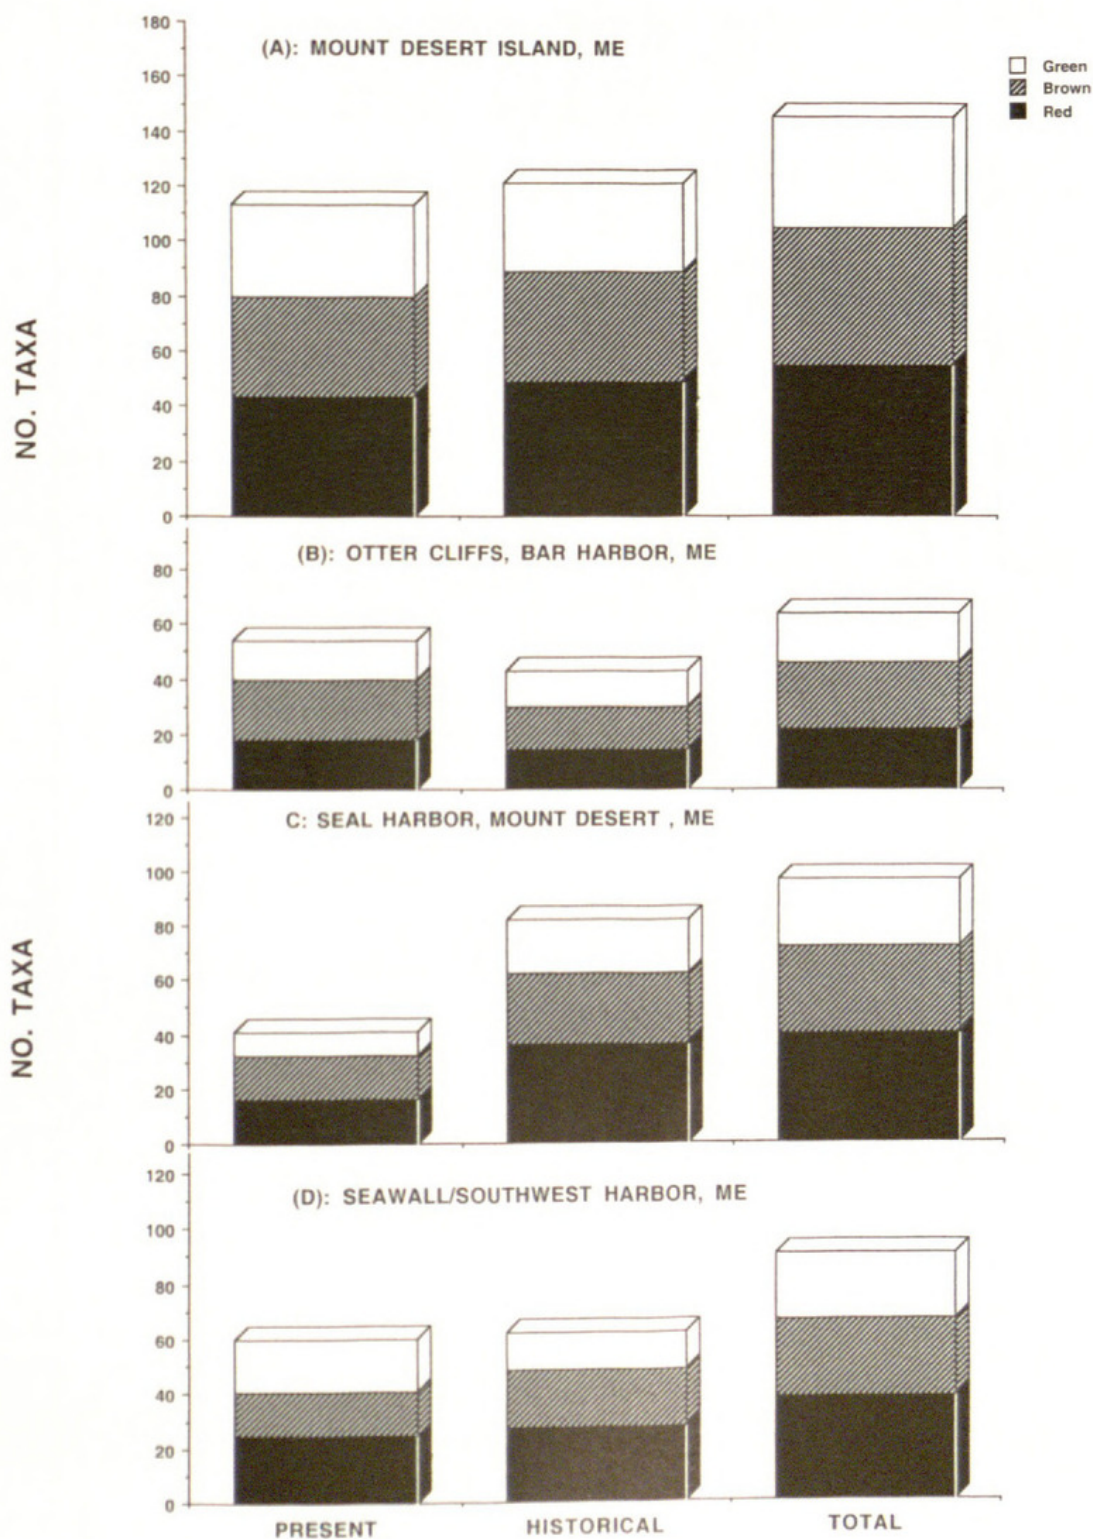 (A): MOUNT DESERT ISLAND, ME
Green
Brown
Red
NO. TAXA
180
160
140
120
100
80
60
40
20
0
(B): OTTER CLIFFS, BAR HARBOR, ME
80
60
40
20
0
C: SEAL HARBOR, MOUNT DESERT , ME
NO. TAXA
120
100
80
60
40
20
0
(D): SEAWALL/SOUTHWEST HARBOR, ME
120
100
80
60
40
20
0
PRESENT
HISTORICAL
TOTAL